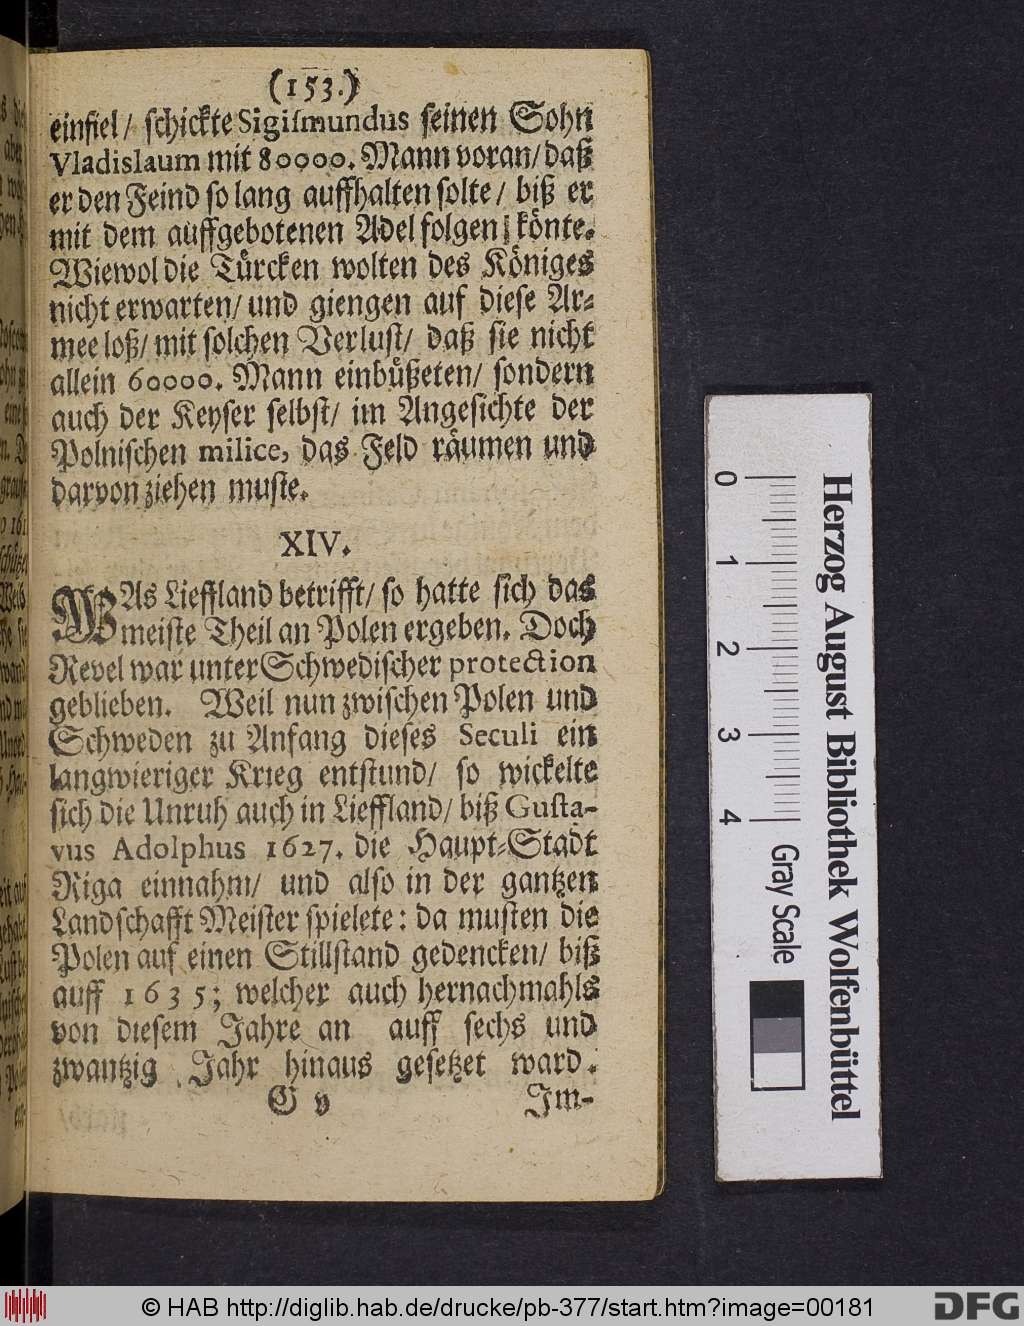 (153.)
einfiel/ schickte Sigismundus seinen Sohn
Vladislaum mit 80000. Mann voran/ daß
er den Feind so lang auffhalten solte/ biß er
mit dem auffgebotenen Adel folgen könte.
Wiewol die Türcken wolten des Königes
nicht erwarten/ und giengen auf diese Ar-
mee loß/ mit solchen Verlust/ daß sie nicht
allein 60000. Mann einbüßeten/ sondern
auch der Keyser selbst/ im Angesichte der
Polnischen milice, das Feld räumen und
darvon ziehen muste.
XIV.
WAs Lieffland betrifft/ so hatte sich das
meiste Theil an Polen ergeben. Doch
Revel war unter Schwedischer protection
geblieben. Weil nun zwischen Polen und
Schweden zu Anfang dieses Seculi ein
langwieriger Krieg entstund/ so wickelte
sich die Unruh auch in Lieffland/ biß Gusta-
vus Adolphus 1627. die Haupt-Stadt
Riga einnahm/ und also in der gantzen
Landschafft Meister spielete: da musten die
Polen auf einen Stillstand gedencken/ biß
auff 1635; welcher auch hernachmahls
von diesem Jahre an auff sechs und
zwantzig Jahr hinaus gesetzet ward.
G v Im-
0 1 2 3 4 Gray Scale
Herzog August Bibliothek Wolfenbüttel
© HAB http://diglib.hab.de/drucke/pb-377/start.htm?image=00181
DFG